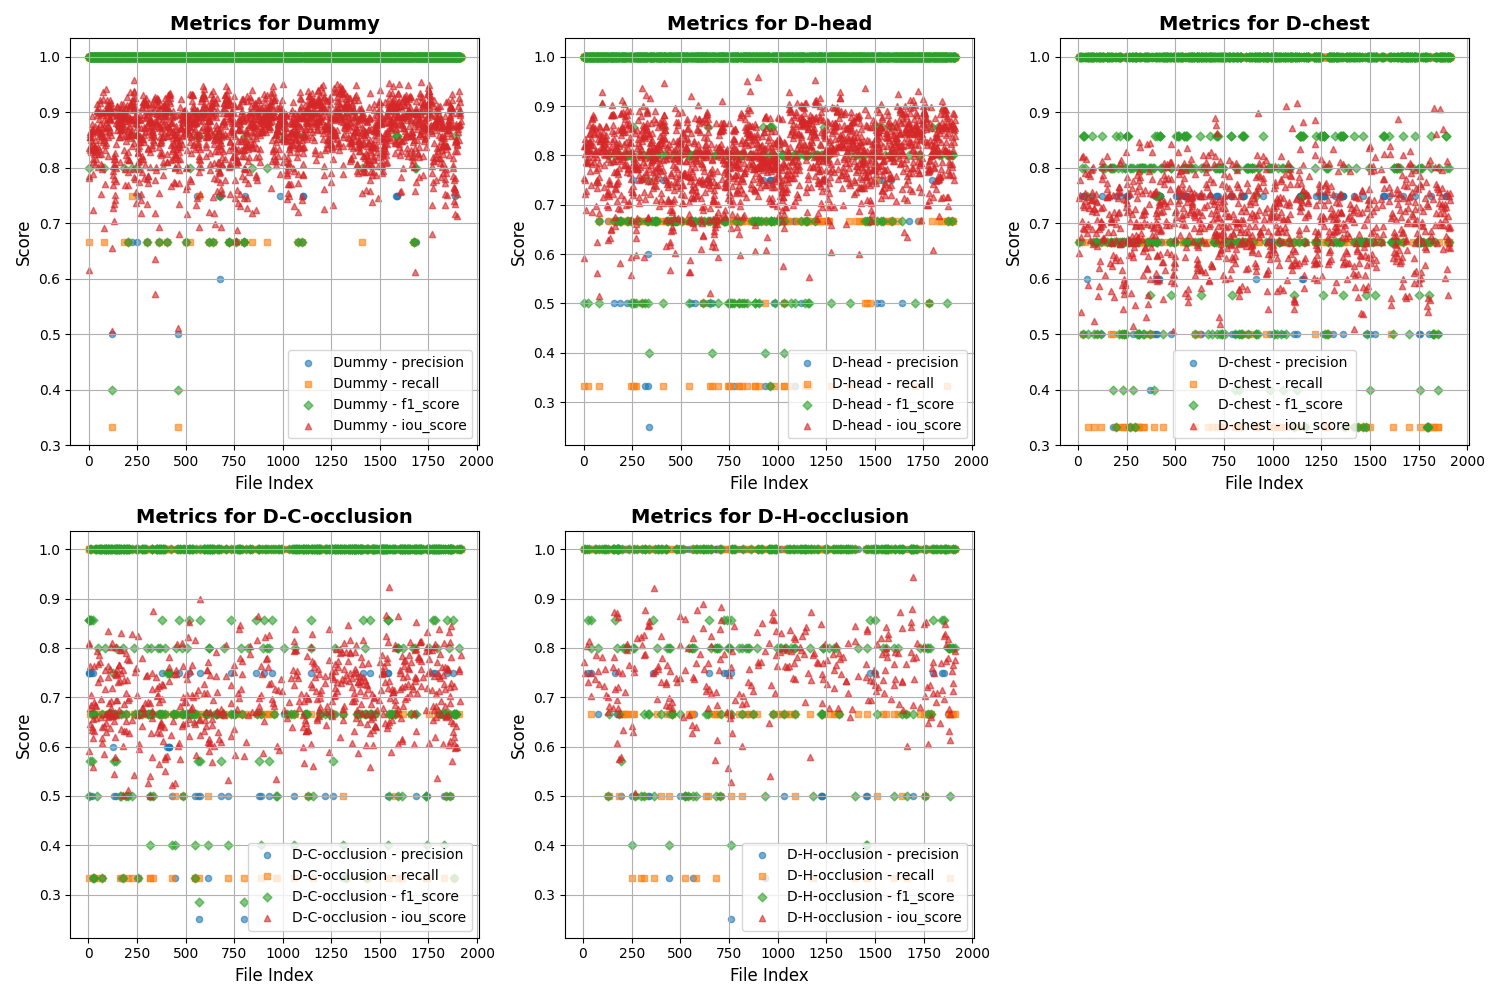 Metrics for Dummy
Score
1.0
0.9
0.8
0.7
0.6
0.5
0.4
0.3
Dummy - precision
Dummy - recall
Dummy - f1_score
Dummy - iou_score
0 250 500 750 1000 1250 1500 1750 2000
File Index
Metrics for D-head
Score
1.0
0.9
0.8
0.7
0.6
0.5
0.4
0.3
D-head - precision
D-head - recall
D-head - f1_score
D-head - iou_score
0 250 500 750 1000 1250 1500 1750 2000
File Index
Metrics for D-chest
Score
1.0
0.9
0.8
0.7
0.6
0.5
0.4
0.3
D-chest - precision
D-chest - recall
D-chest - f1_score
D-chest - iou_score
0 250 500 750 1000 1250 1500 1750 2000
File Index
Metrics for D-C-occlusion
Score
1.0
0.9
0.8
0.7
0.6
0.5
0.4
0.3
D-C-occlusion - precision
D-C-occlusion - recall
D-C-occlusion - f1_score
D-C-occlusion - iou_score
0 250 500 750 1000 1250 1500 1750 2000
File Index
Metrics for D-H-occlusion
Score
1.0
0.9
0.8
0.7
0.6
0.5
0.4
0.3
D-H-occlusion - precision
D-H-occlusion - recall
D-H-occlusion - f1_score
D-H-occlusion - iou_score
0 250 500 750 1000 1250 1500 1750 2000
File Index